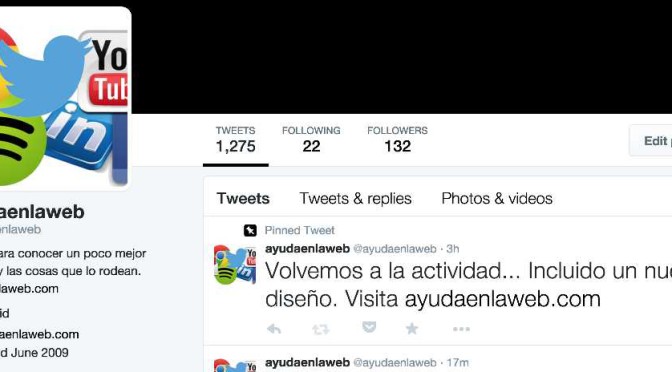 You
Tub
in
TWEETS FOLLOWING FOLLOWERS
1,275 22 132
Edit
Tweets Tweets & replies Photos & videos
aenlaweb
nlaweb
ara conocer un poco mejor
y las cosas que lo rodean.
laweb.com
id
aenlaweb.com
d June 2009
Pinned Tweet
ayudaenlaweb @ayudaenlaweb · 3h
Volvemos a la actividad... Incluido un nu
diseño. Visita ayudaenlaweb.com
ayudaenlaweb @ayudaenlaweb · 17m